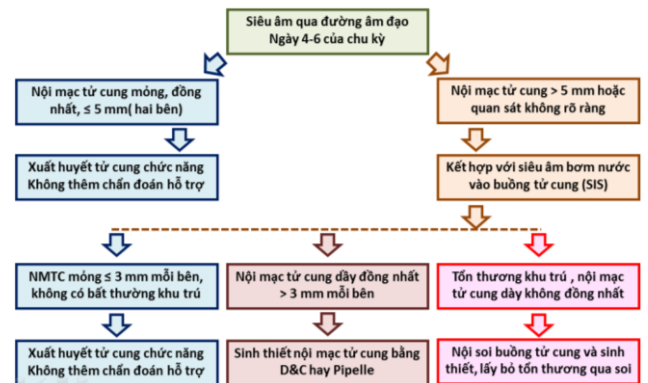 Siêu âm qua đường âm đạo
Ngày 4-6 của chu kỳ
Nội mạc tử cung mỏng, đồng
nhất, ≤ 5 mm( hai bên)
Nội mạc tử cung > 5 mm hoặc
quan sát không rõ ràng
Xuất huyết tử cung chức năng
Không thêm chẩn đoán hỗ trợ
Kết hợp với siêu âm bơm nước
vào buồng tử cung (SIS)
NMTC mỏng ≤ 3 mm mỗi bên,
không có bất thường khu trú
Nội mạc tử cung dầy đồng nhất
> 3 mm mỗi bên
Tổn thương khu trú , nội mạc
tử cung dày không đồng nhất
Xuất huyết tử cung chức năng
Không thêm chẩn đoán hỗ trợ
Sinh thiết nội mạc tử cung bằng
D&C hay Pipelle
Nội soi buồng tử cung và sinh
thiết, lấy bỏ tổn thương qua soi